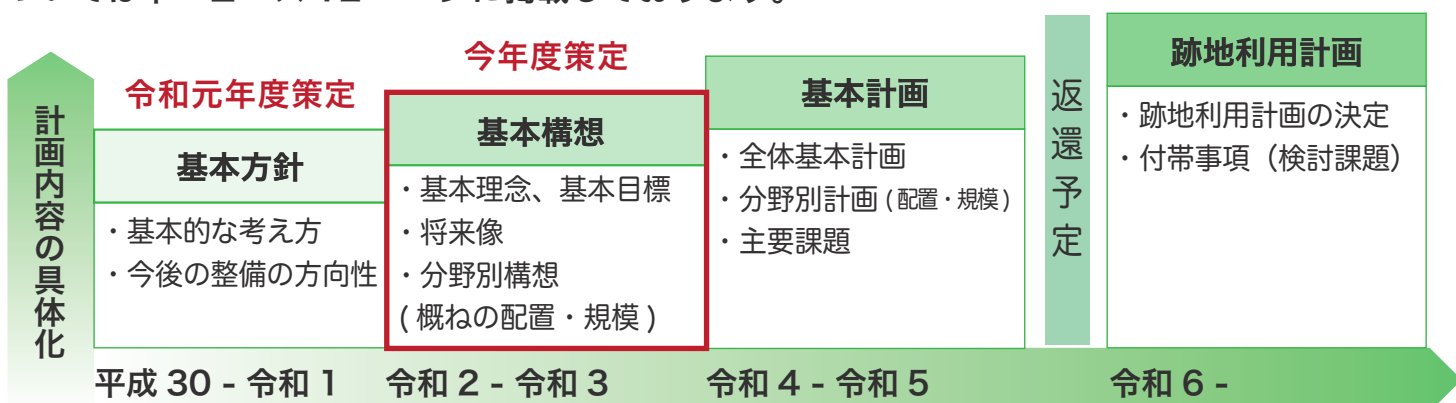 計画内容の具体化
令和元年度策定
基本方針
・基本的な考え方
・今後の整備の方向性
今年度策定
基本構想
・基本理念、基本目標
・将来像
・分野別構想
( 概ねの配置・規模 )
基本計画
・全体基本計画
・分野別計画 ( 配置・規模 )
・主要課題
返還予定
跡地利用計画
・跡地利用計画の決定
・付帯事項（検討課題）
平成 30 - 令和 1
令和 2 - 令和 3
令和 4 - 令和 5
令和 6 -